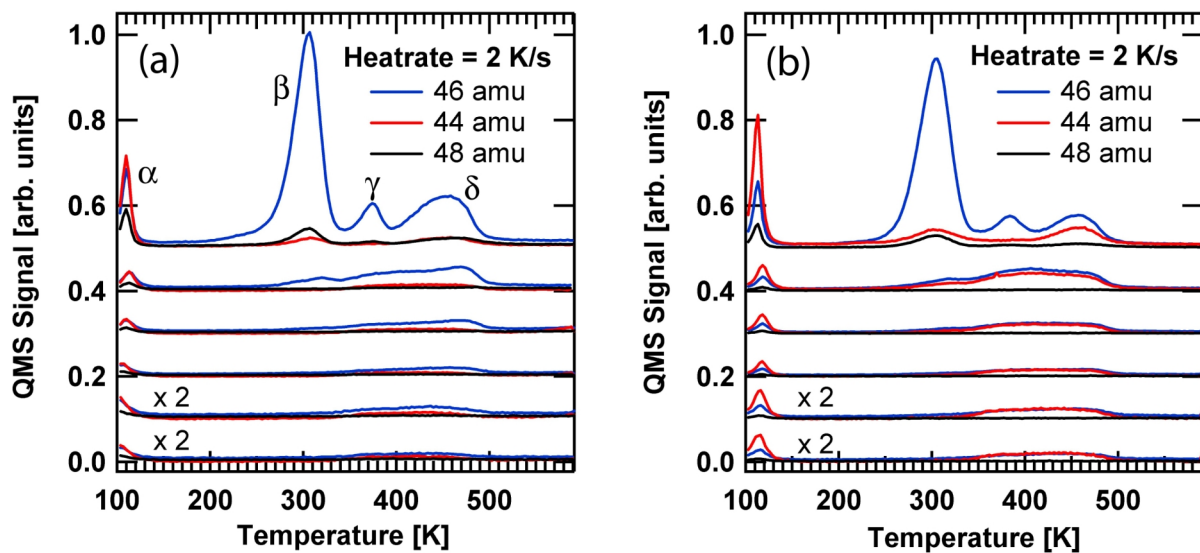 (a)
Heatrate = 2 K/s
46 amu
44 amu
48 amu
α
β
γ
δ
x 2
x 2
1.0
0.8
0.6
0.4
0.2
0.0
QMS Signal [arb. units]
100
200
300
400
500
Temperature [K]
(b)
Heatrate = 2 K/s
46 amu
44 amu
48 amu
x 2
x 2
1.0
0.8
0.6
0.4
0.2
0.0
QMS Signal [arb. units]
100
200
300
400
500
Temperature [K]